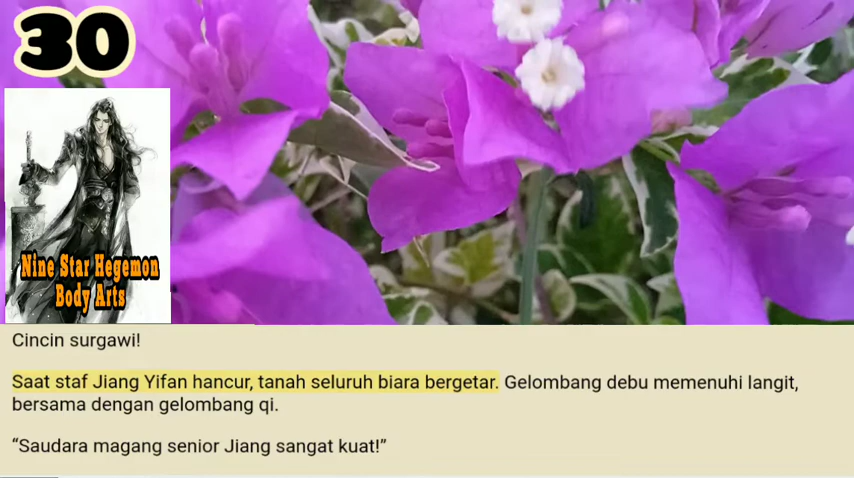 30
Nine Star Hegemon
Body Arts
Cincin surgawi!
Saat staf Jiang Yifan hancur, tanah seluruh biara bergetar. Gelombang debu memenuhi langit,
bersama dengan gelombang qi.
“Saudara magang senior Jiang sangat kuat!”